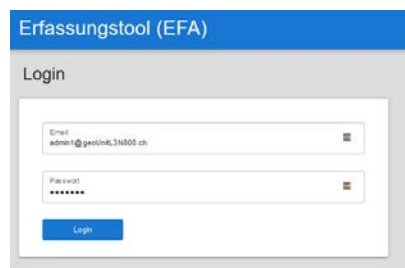 Erfassungstool (EFA)
Login
Email
admin1@geoUnitL3N800.ch
Passwort
•••••••
Login